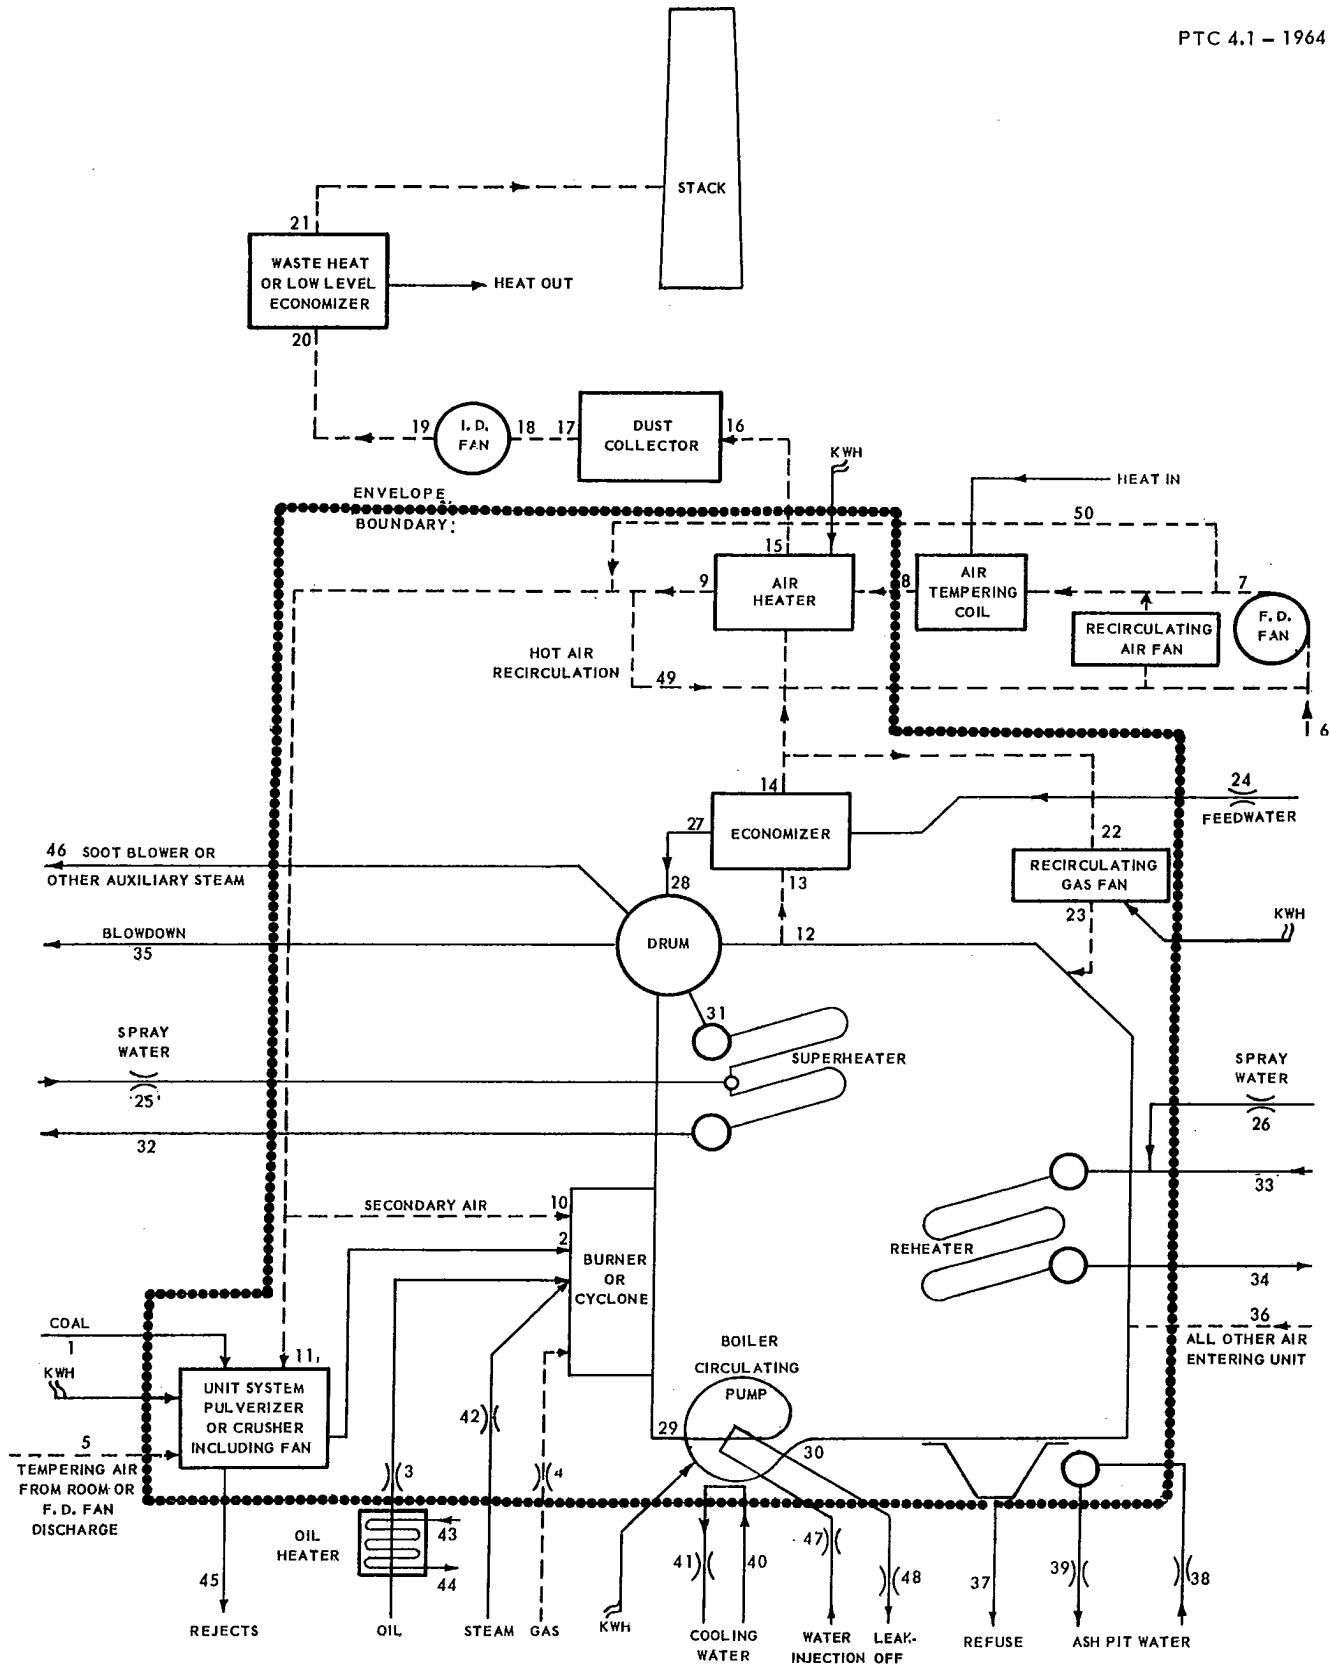 PTC 4.1 – 1964
STACK
21
WASTE HEAT
OR LOW LEVEL
ECONOMIZER
HEAT OUT
20
19
I. D.
FAN
18
17
DUST
COLLECTOR
16
KWH
HEAT IN
ENVELOPE
BOUNDARY
50
15
9
AIR
HEATER
8
AIR
TEMPERING
COIL
7
F. D.
FAN
RECIRCULATING
AIR FAN
HOT AIR
RECIRCULATION
49
6
14
24
FEEDWATER
27
ECONOMIZER
22
46 SOOT BLOWER OR
OTHER AUXILIARY STEAM
28
13
RECIRCULATING
GAS FAN
23
KWH
BLOWDOWN
35
DRUM
12
31
SPRAY
WATER
25
SUPERHEATER
SPRAY
WATER
26
32
33
SECONDARY AIR
10
2
BURNER
OR
CYCLONE
REHEATER
34
36
ALL OTHER AIR
ENTERING UNIT
COAL
1
KWH
11
BOILER
CIRCULATING
PUMP
UNIT SYSTEM
PULVERIZER
OR CRUSHER
INCLUDING FAN
42
29
30
5
TEMPERING AIR
FROM ROOM OR
F. D. FAN
DISCHARGE
3
4
OIL
HEATER
43
44
45
41
40
47
48
37
39
38
REJECTS
OIL
STEAM
GAS
KWH
COOLING
WATER
WATER
INJECTION
LEAK-
OFF
REFUSE
ASH PIT WATER